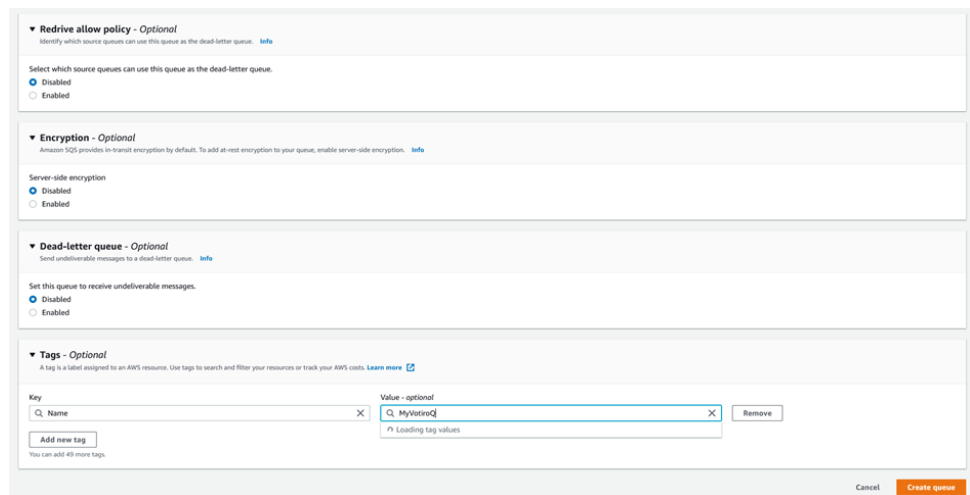 Redrive allow policy - Optional
Identify which source queues can use this queue as the dead-letter queue. Info
Select which source queues can use this queue as the dead-letter queue.
Disabled
Enabled
Encryption - Optional
Amazon SQS provides in-transit encryption by default. To add at-rest encryption to your queue, enable server-side encryption. Info
Server-side encryption
Disabled
Enabled
Dead-letter queue - Optional
Send undeliverable messages to a dead-letter queue. Info
Set this queue to receive undeliverable messages.
Disabled
Enabled
Tags - Optional
A tag is a label assigned to an AWS resource. Use tags to search and filter your resources or track your AWS costs. Learn more
Key Value - optional
Name MyVotiroQ Remove
Loading tag values
Add new tag
You can add 49 more tags.
Cancel Create queue